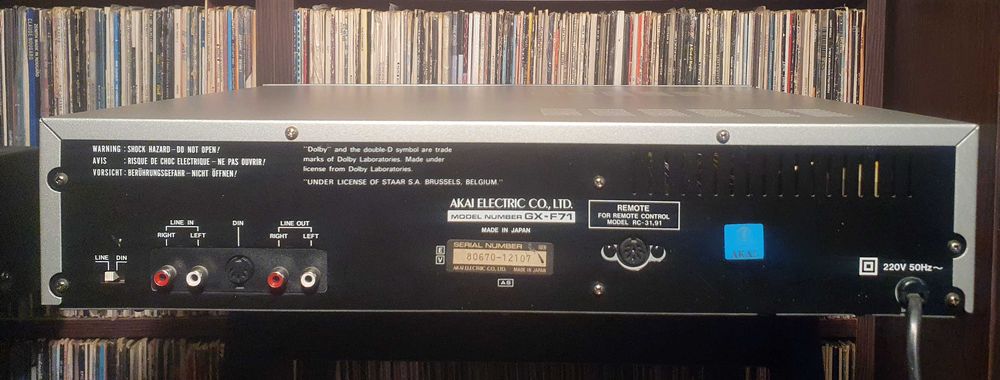 WARNING : SHOCK HAZARD - DO NOT OPEN!
AVIS : RISQUE DE CHOC ELECTRIQUE - NE PAS OUVRIR!
VORSICHT: BERÜHRUNGSGEFAHR - NICHT ÖFFNEN!
"Dolby" and the double-D symbol are trade
marks of Dolby Laboratories. Made under
license from Dolby Laboratories.
"UNDER LICENSE OF STAAR S.A. BRUSSELS, BELGIUM."
AKAI ELECTRIC CO., LTD.
MODEL NUMBER GX-F71
MADE IN JAPAN
E
V
SERIAL NUMBER
80670-12107
AKAI ELECTRIC CO., LTD. MADE IN JAPAN
AS
REMOTE
FOR REMOTE CONTROL
MODEL RC-31,91
AKAI
220V 50Hz~
LINE IN
RIGHT LEFT
DIN
LINE OUT
RIGHT LEFT
LINE DIN